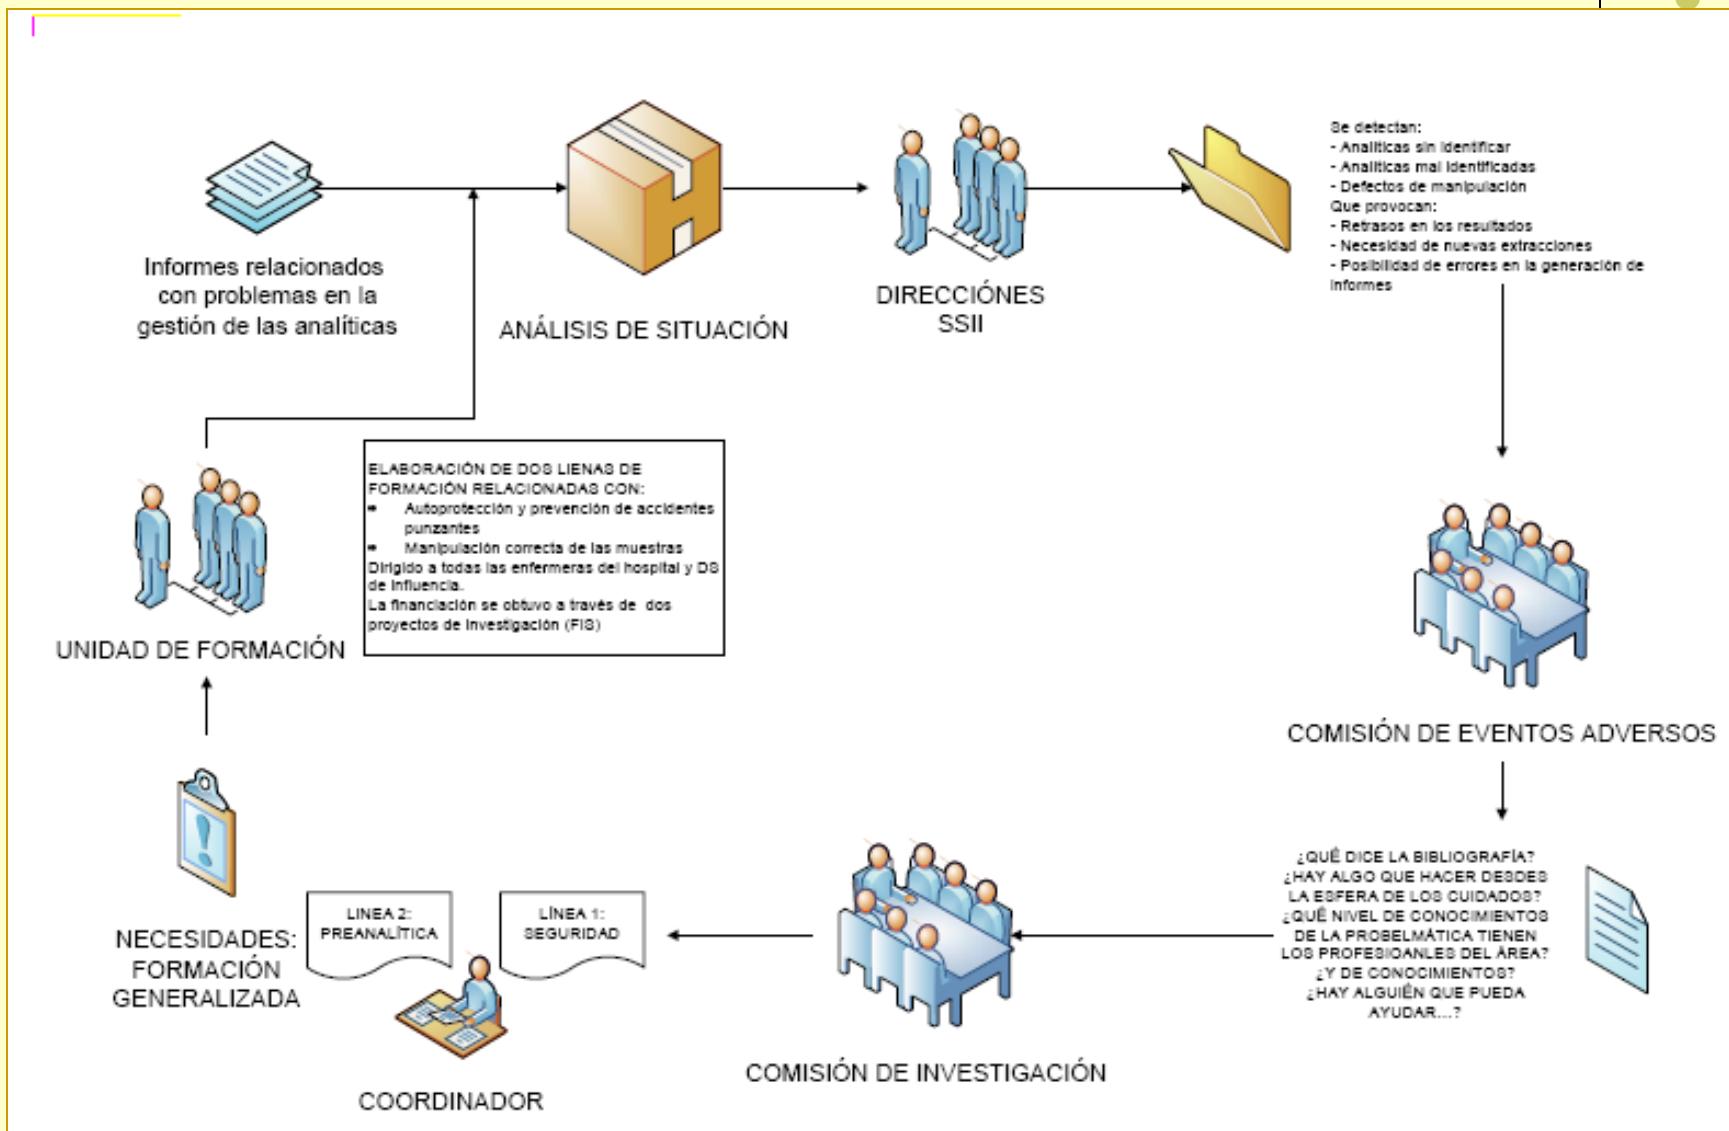 Informes relacionados
con problemas en la
gestión de las analíticas
ANÁLISIS DE SITUACIÓN
DIRECCIÓNES
SSII
Se detectan:
- Analíticas sin identificar
- Analíticas mal identificadas
- Defectos de manipulación
Que provocan:
- Retrasos en los resultados
- Necesidad de nuevas extracciones
- Posibilidad de errores en la generación de
informes
COMISIÓN DE EVENTOS ADVERSOS
¿QUÉ DICE LA BIBLIOGRAFÍA?
¿HAY ALGO QUE HACER DESDES
LA ESFERA DE LOS CUIDADOS?
¿QUÉ NIVEL DE CONOCIMIENTOS
DE LA PROBELMÁTICA TIENEN
LOS PROFESIOANLES DEL ÁREA?
¿Y DE CONOCIMIENTOS?
¿HAY ALGUIÉN QUE PUEDA
AYUDAR...?
COMISIÓN DE INVESTIGACIÓN
LÍNEA 1:
SEGURIDAD
LINEA 2:
PREANALÍTICA
COORDINADOR
NECESIDADES:
FORMACIÓN
GENERALIZADA
UNIDAD DE FORMACIÓN
ELABORACIÓN DE DOS LIENAS DE
FORMACIÓN RELACIONADAS CON:
➨ Autoprotección y prevención de accidentes
punzantes
➨ Manipulación correcta de las muestras
Dirigido a todas las enfermeras del hospital y DS
de influencia.
La financiación se obtuvo a través de dos
proyectos de investigación (FIS)